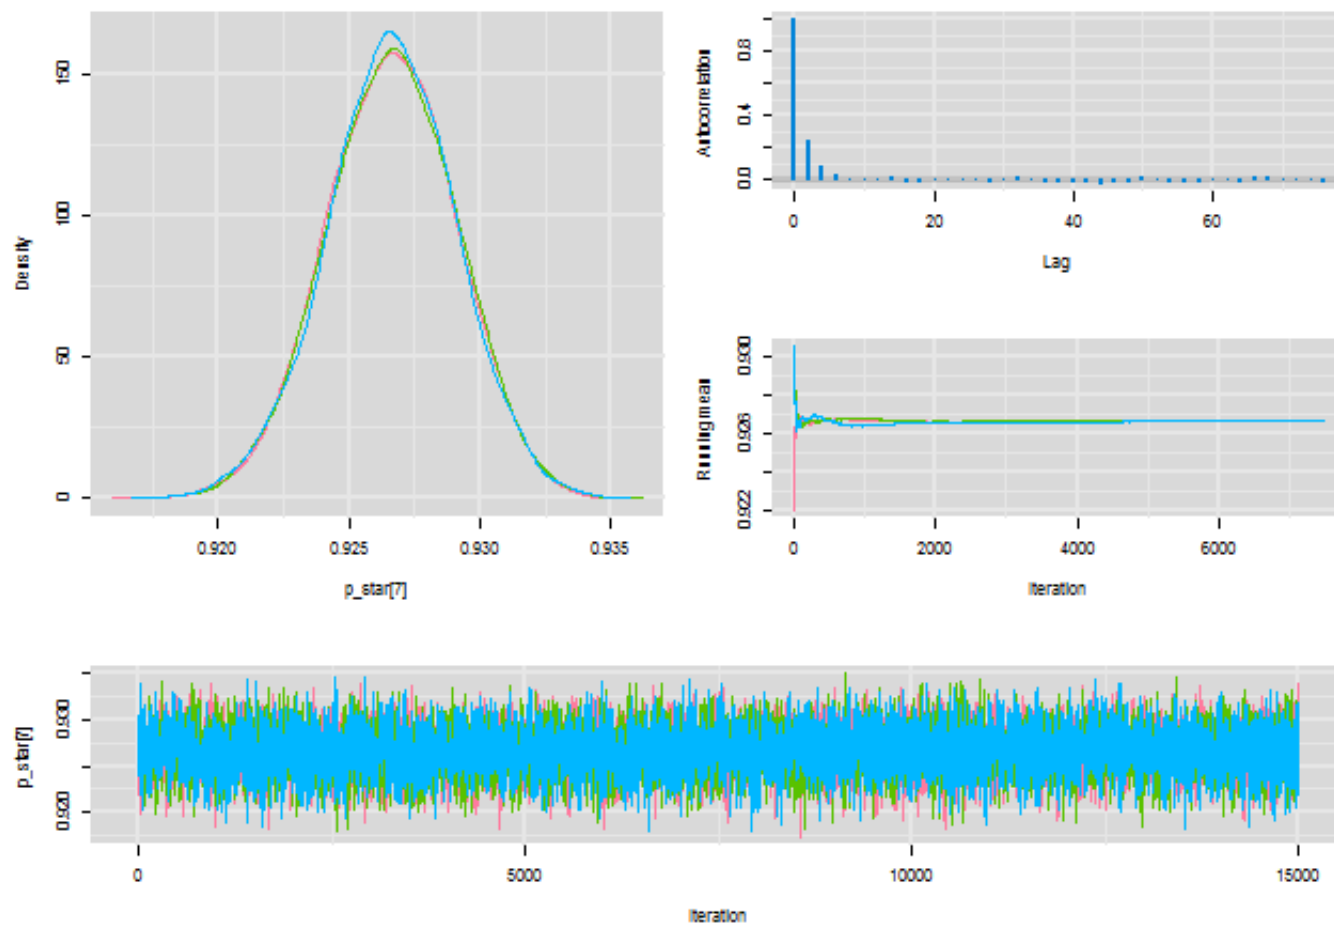 Density
150
100
50
0
0.920 0.925 0.930 0.935
p_star[7]
Autocorrelation
0.8
0.4
0.0
0 20 40 60
Lag
Running mean
0.930
0.926
0.922
0 2000 4000 6000
Iteration
p_star[7]
0.930
0.920
0 5000 10000 15000
Iteration